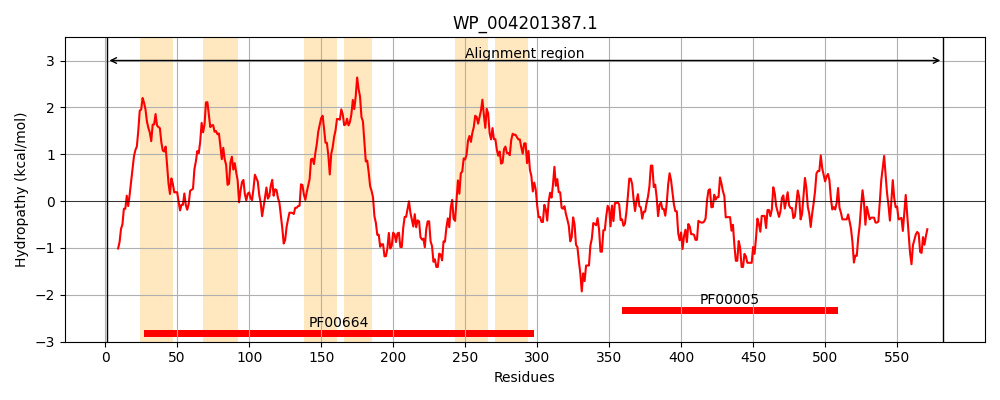 WP_004201387.1
Alignment region
Hydropathy (kcal/mol)
3
2
1
0
−1
−2
−3
PF00005
PF00664
0 50 100 150 200 250 300 350 400 450 500 550
Residues